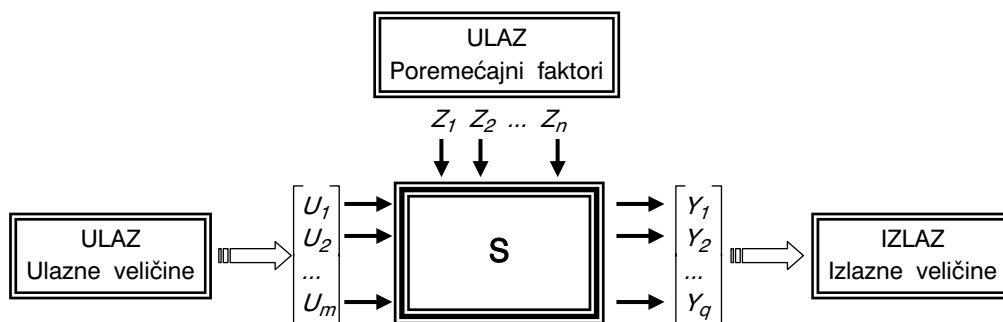 ULAZ
Poremećajni faktori
Z1 Z2 ... Zn
ULAZ
Ulazne veličine
U1
U2
...
Um
S
Y1
Y2
...
Yq
IZLAZ
Izlazne veličine